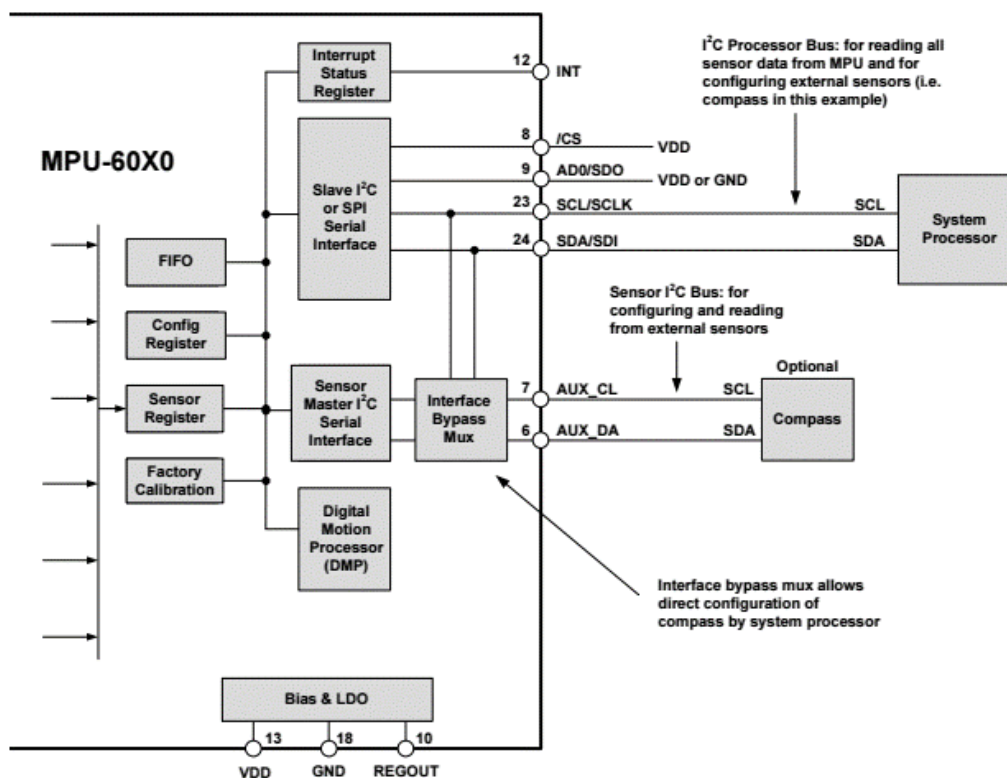 MPU-60X0
Interrupt
Status
Register
12
INT
I²C Processor Bus: for reading all
sensor data from MPU and for
configuring external sensors (i.e.
compass in this example)
Slave I²C
or SPI
Serial
Interface
8
/CS
VDD
9
AD0/SDO
VDD or GND
23
SCL/SCLK
SCL
24
SDA/SDI
SDA
System
Processor
FIFO
Config
Register
Sensor
Register
Factory
Calibration
Sensor I²C Bus: for
configuring and reading
from external sensors
Sensor
Master I²C
Serial
Interface
Interface
Bypass
Mux
7
AUX_CL
SCL
6
AUX_DA
SDA
Optional
Compass
Digital
Motion
Processor
(DMP)
Interface bypass mux allows
direct configuration of
compass by system processor
Bias & LDO
13
18
10
VDD
GND
REGOUT